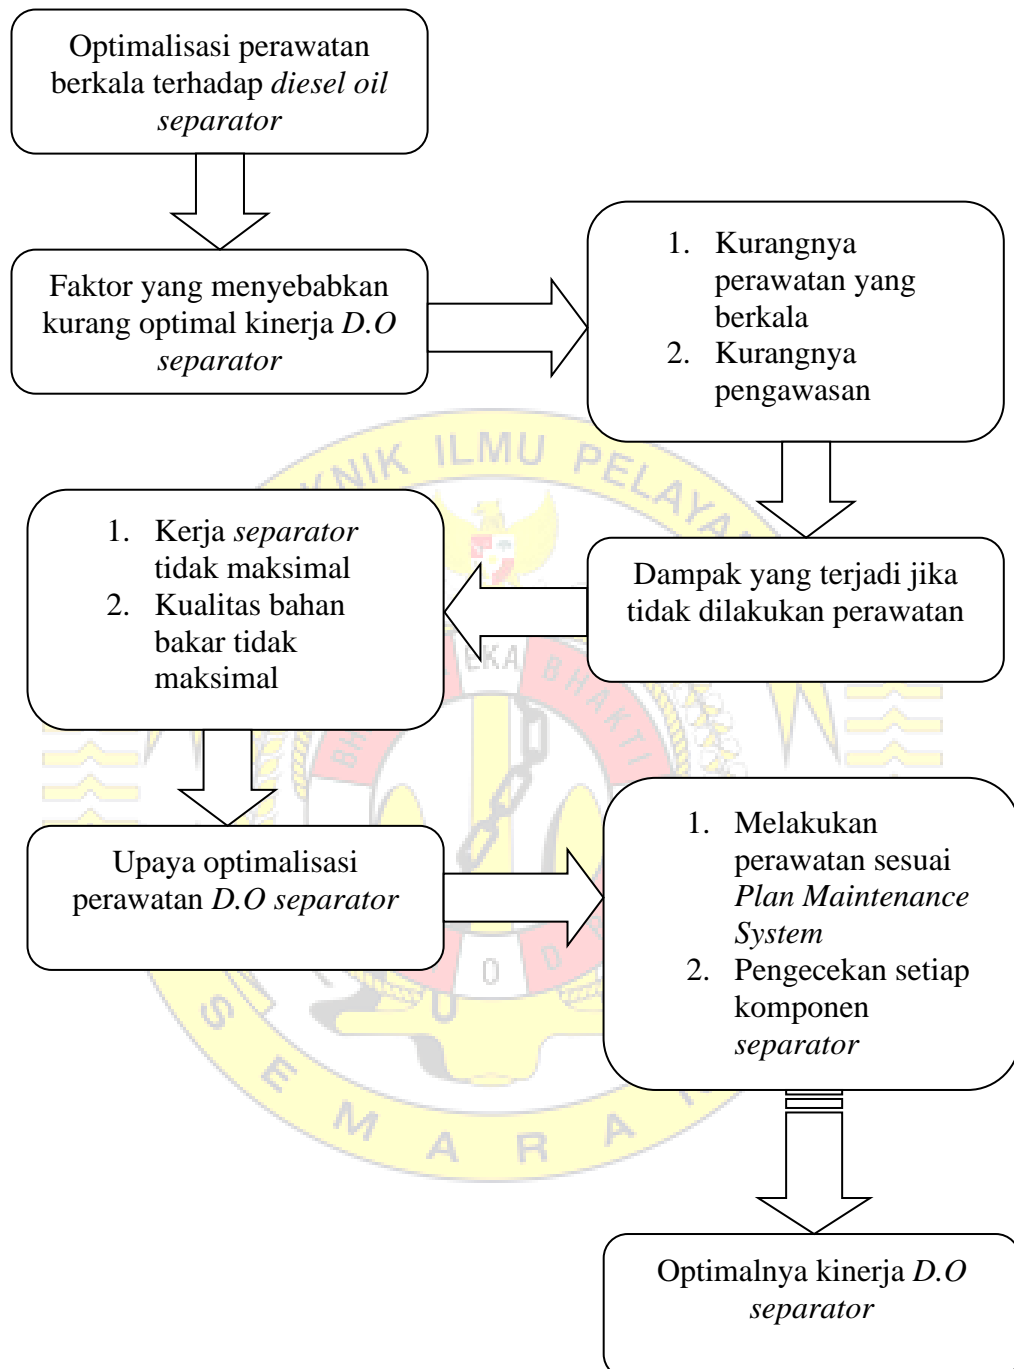 Optimalisasi perawatan
berkala terhadap diesel oil
separator
Faktor yang menyebabkan
kurang optimal kinerja D.O
separator
1. Kurangnya
perawatan yang
berkala
2. Kurangnya
pengawasan
Dampak yang terjadi jika
tidak dilakukan perawatan
1. Kerja separator
tidak maksimal
2. Kualitas bahan
bakar tidak
maksimal
Upaya optimalisasi
perawatan D.O separator
1. Melakukan
perawatan sesuai
Plan Maintenance
System
2. Pengecekan setiap
komponen
separator
Optimalnya kinerja D.O
separator
ILMU
BHAKTI